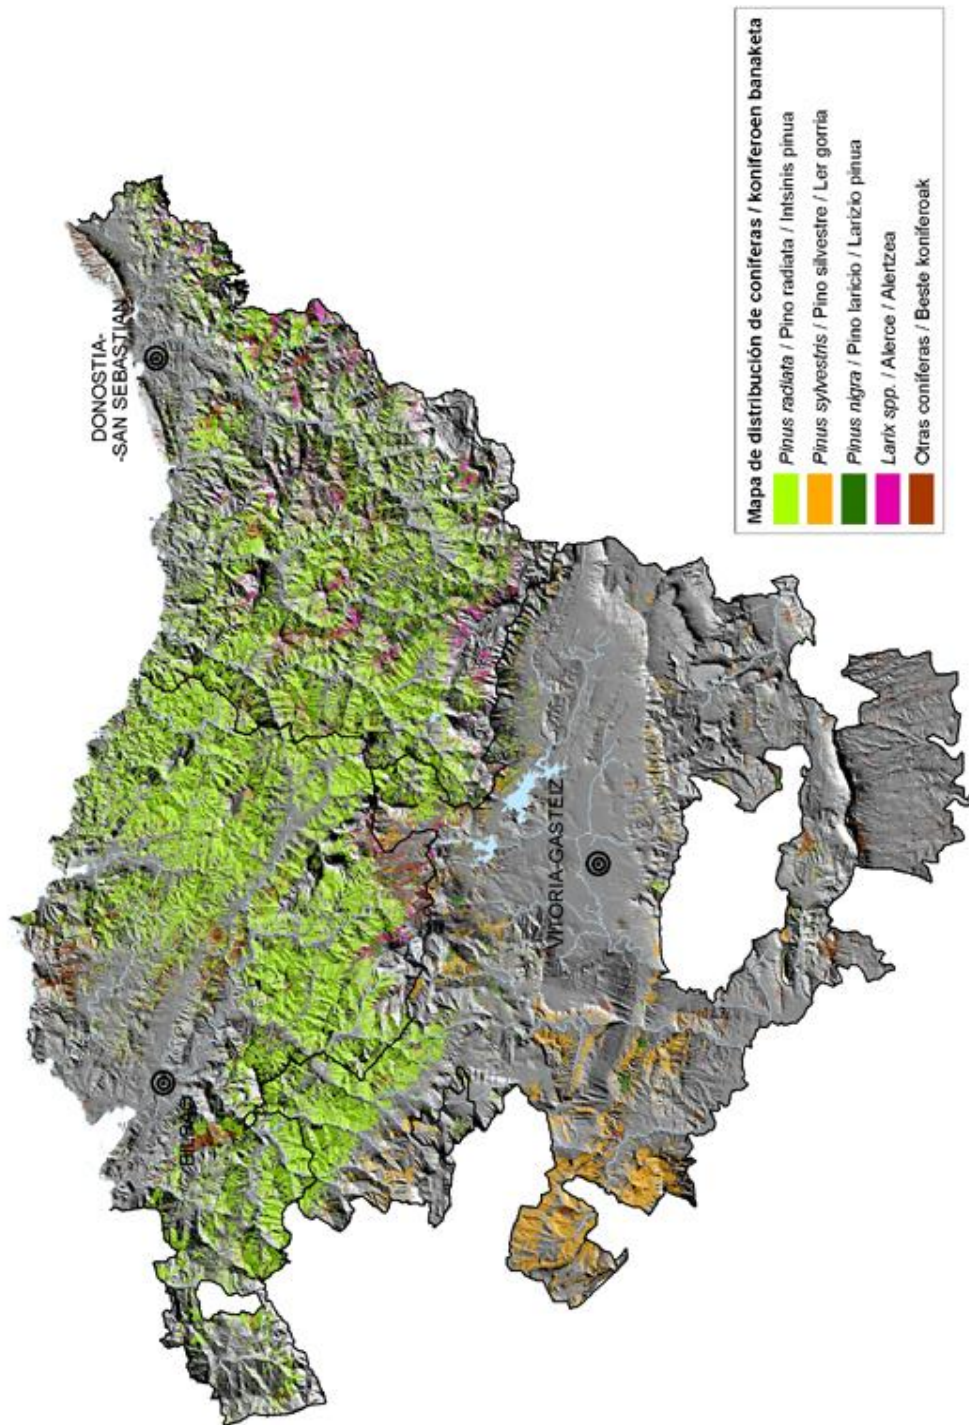 DONOSTIA-
-SAN SEBASTIAN
BILBAO
VITORIA-GASTEIZ
Mapa de distribución de coníferas / koniferoen banaketa
Pinus radiata / Pino radiata / Intsinis pinua
Pinus sylvestris / Pino silvestre / Ler gorria
Pinus nigra / Pino laricio / Larizio pinua
Larix spp. / Alerce / Alertzea
Otras coníferas / Beste koniferoak